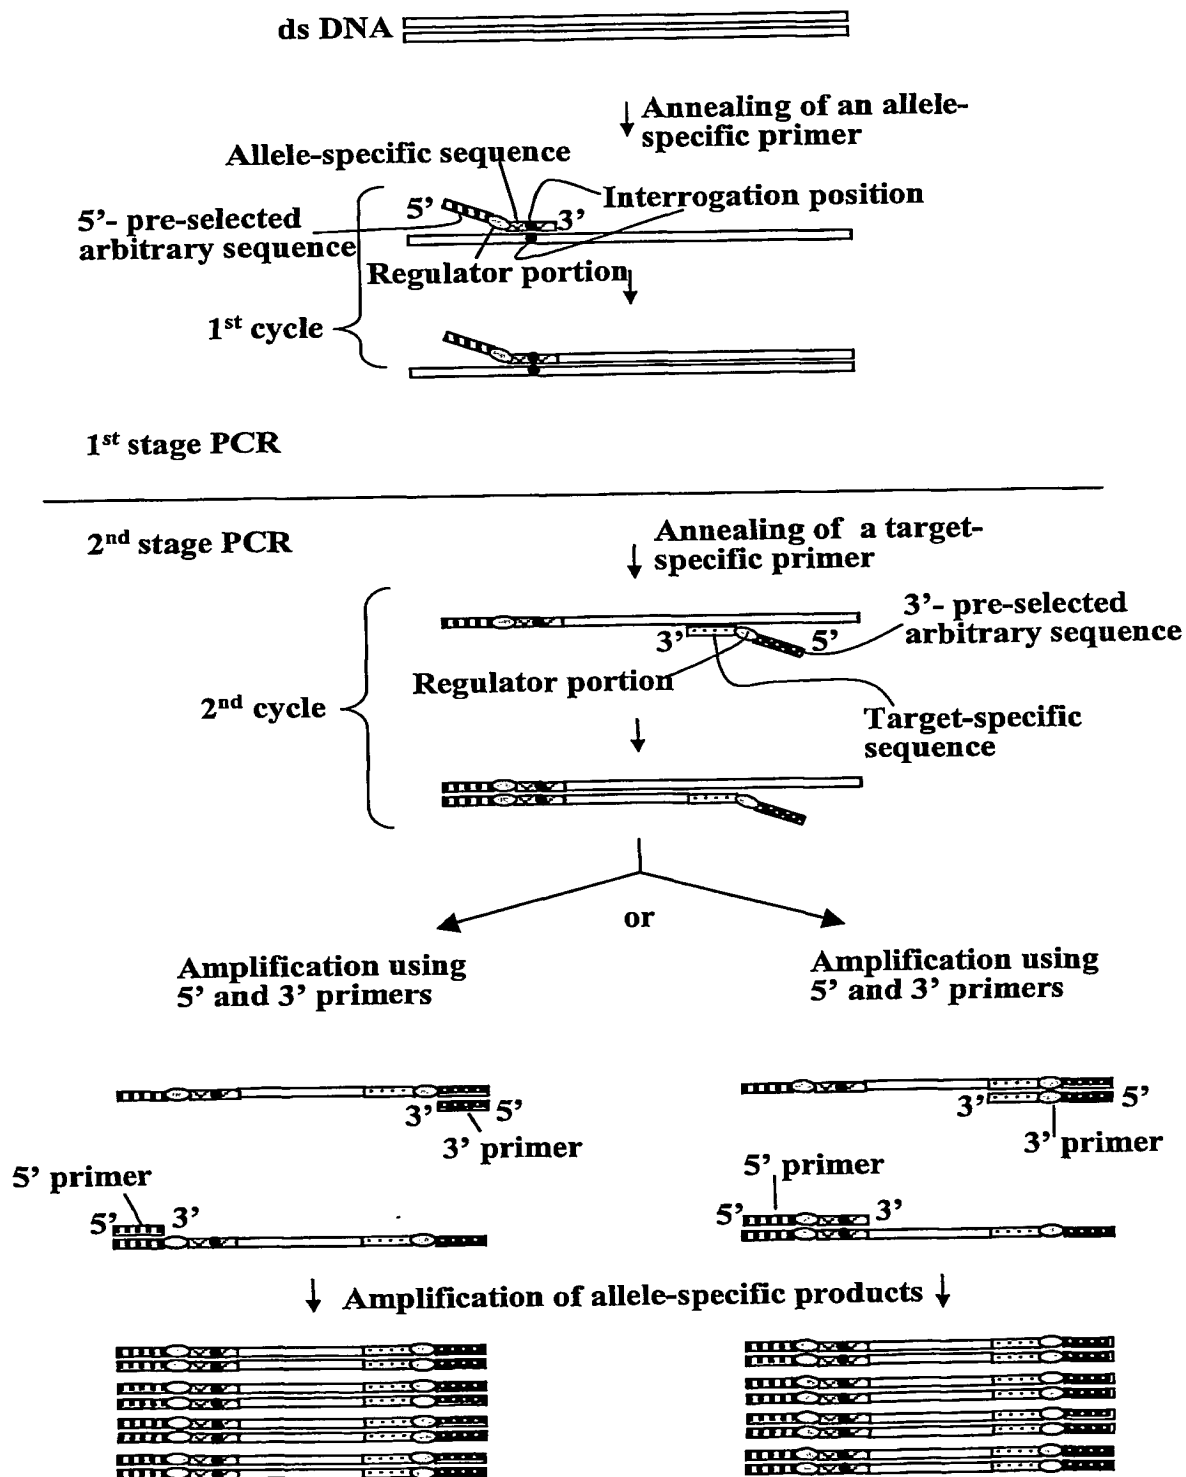 ds DNA
Annealing of an allele-
specific primer
Allele-specific sequence
Interrogation position
5’
3’
5’- pre-selected
arbitrary sequence
Regulator portion
1st cycle
1st stage PCR
2nd stage PCR
Annealing of a target-
specific primer
3’- pre-selected
arbitrary sequence
3’
5’
Regulator portion
2nd cycle
Target-specific
sequence
or
Amplification using
5’ and 3’ primers
Amplification using
5’ and 3’ primers
3’
5’
3’ primer
3’
5’
3’ primer
5’ primer
5’
3’
5’ primer
5’
3’
Amplification of allele-specific products